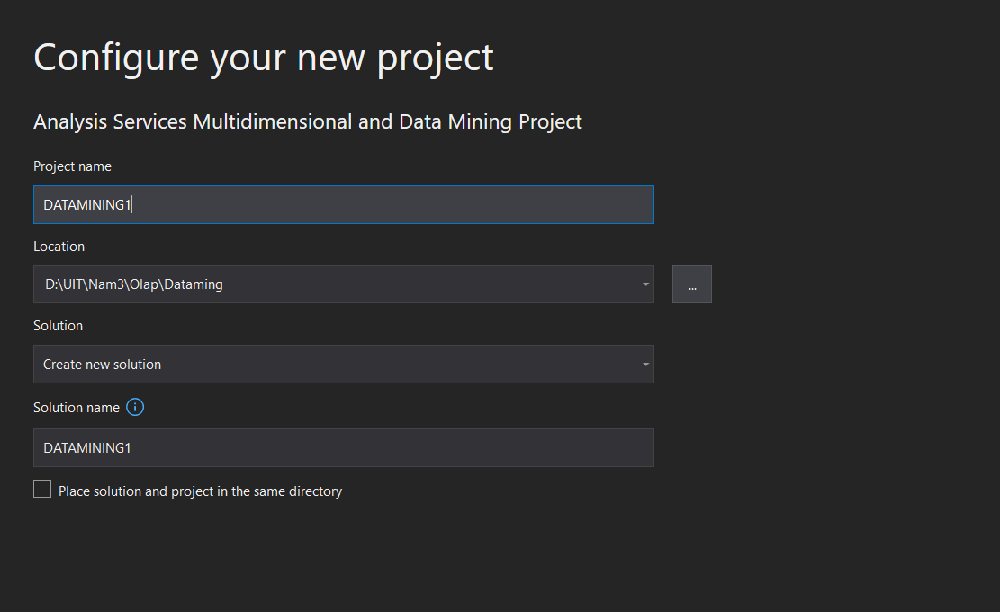 Configure your new project
Analysis Services Multidimensional and Data Mining Project
Project name
DATAMINING1
Location
D:\UIT\Nam3\Olap\Dataming
...
Solution
Create new solution
Solution name
DATAMINING1
Place solution and project in the same directory